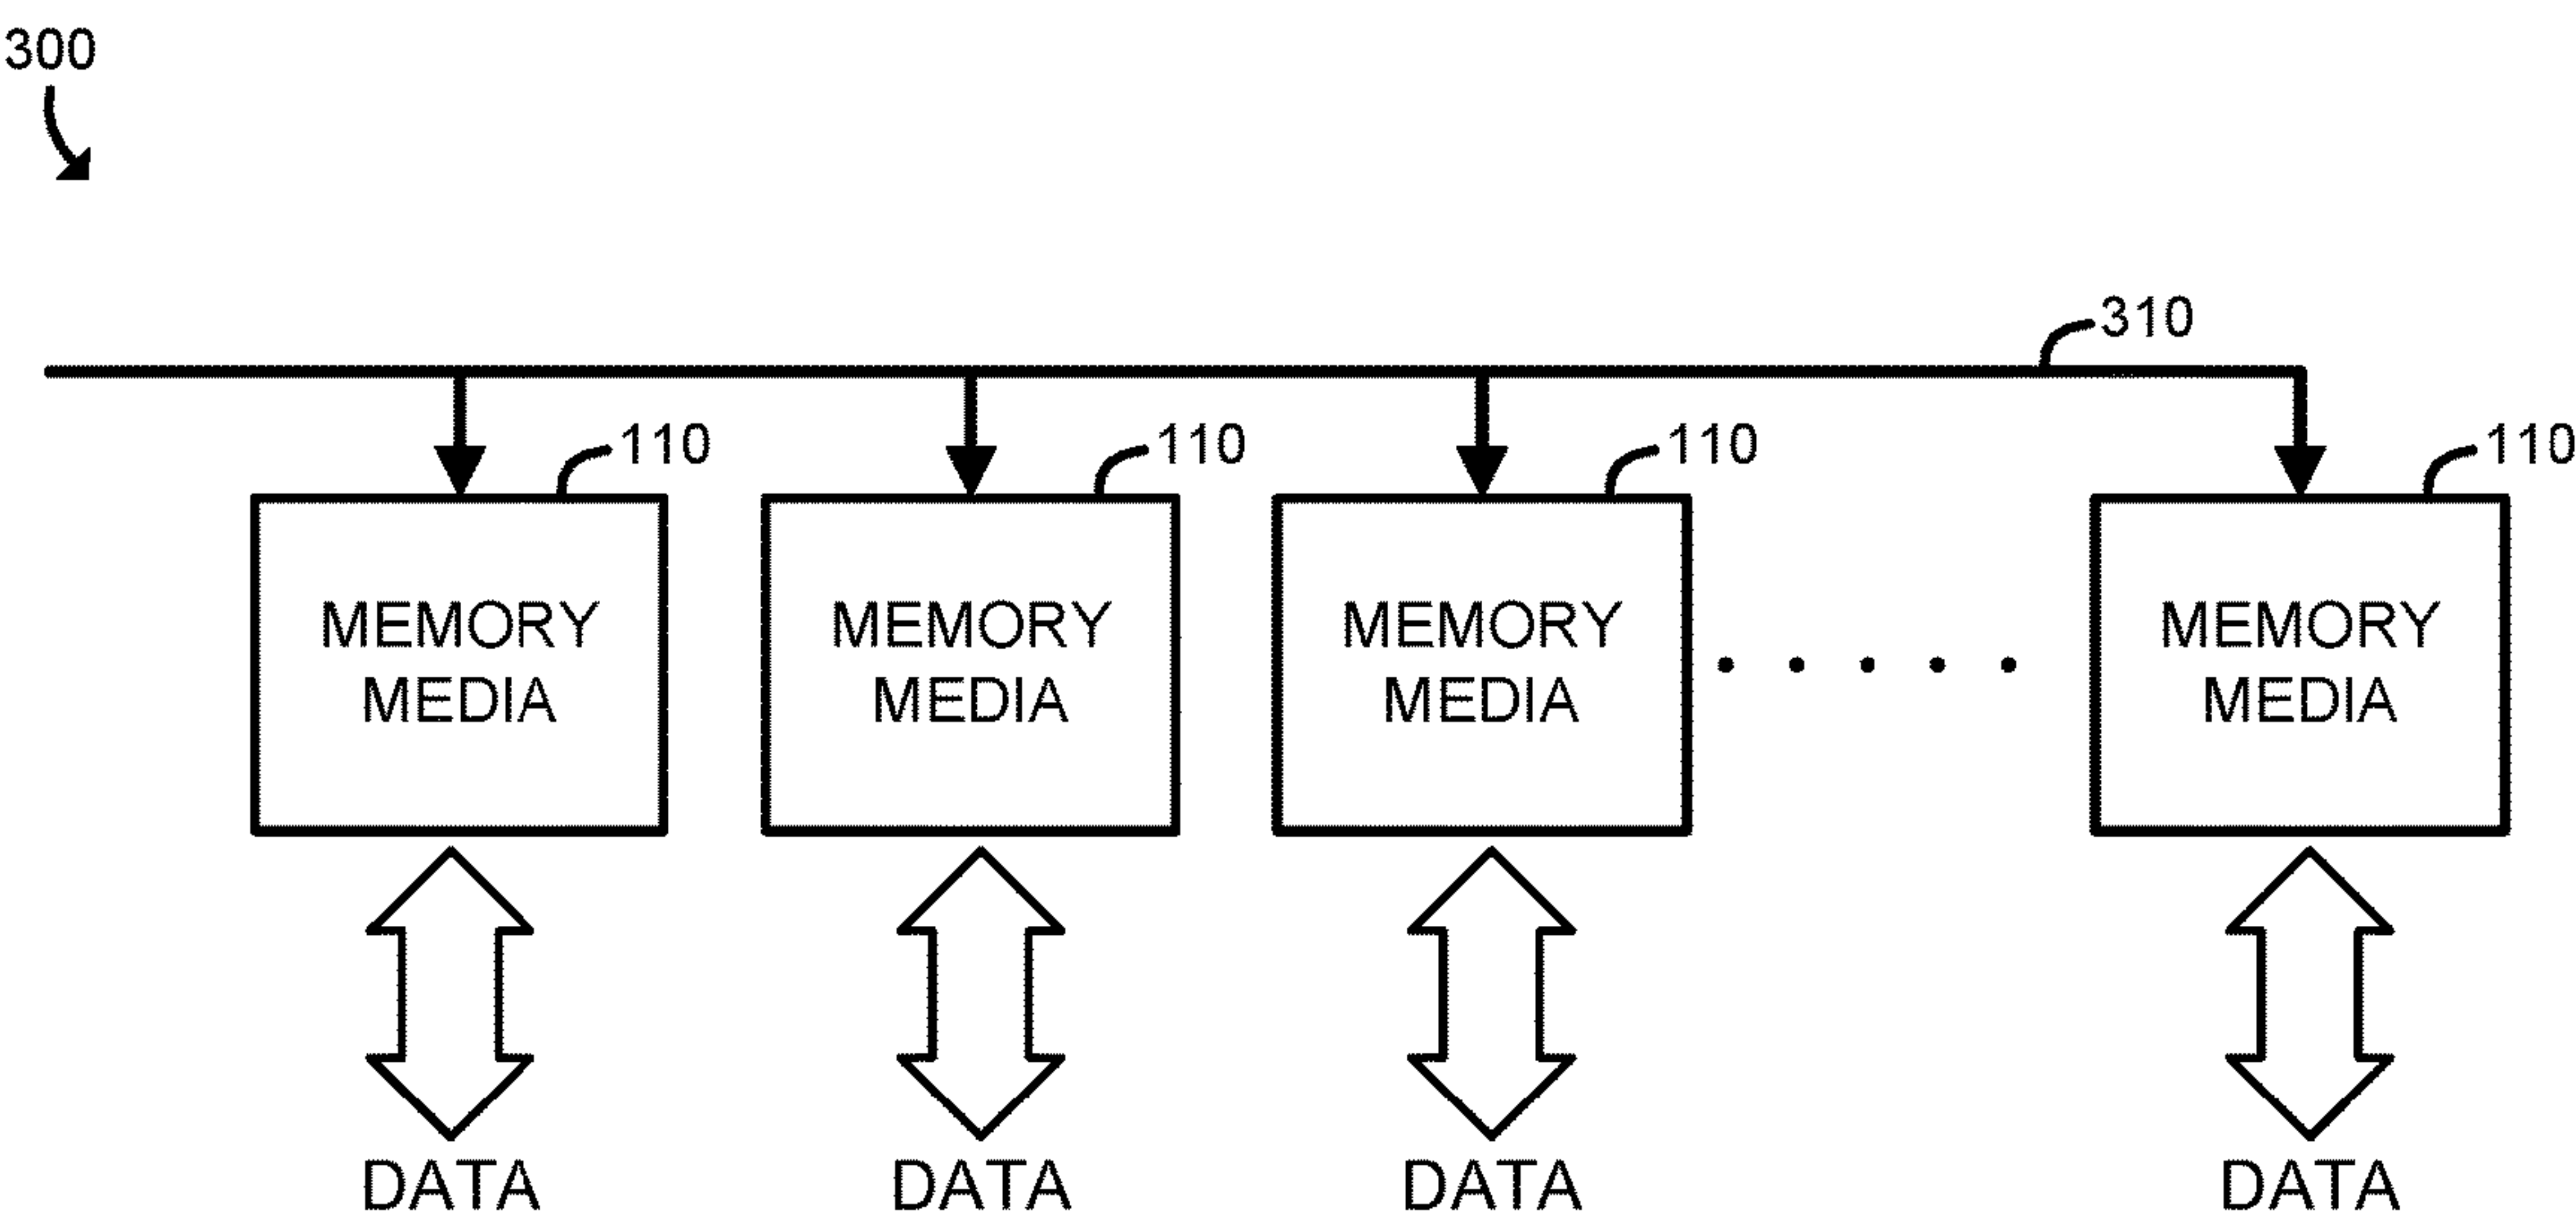 300
310
110 110 110 110
MEMORY MEMORY MEMORY MEMORY
MEDIA MEDIA MEDIA MEDIA
DATA DATA DATA DATA